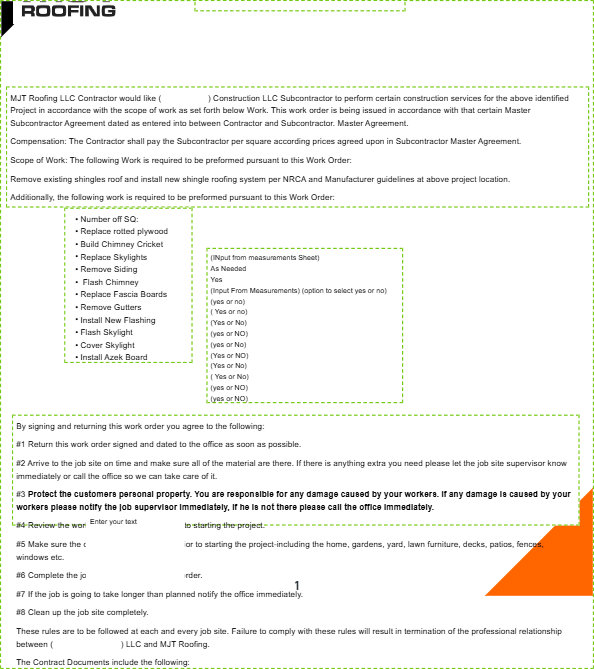 ROOFING
MJT Roofing LLC Contractor would like ( ) Construction LLC Subcontractor to perform certain construction services for the above identified
Project in accordance with the scope of work as set forth below Work. This work order is being issued in accordance with that certain Master
Subcontractor Agreement dated as entered into between Contractor and Subcontractor. Master Agreement.
Compensation: The Contractor shall pay the Subcontractor per square according prices agreed upon in Subcontractor Master Agreement.
Scope of Work: The following Work is required to be preformed pursuant to this Work Order:
Remove existing shingles roof and install new shingle roofing system per NRCA and Manufacturer guidelines at above project location.
Additionally, the following work is required to be preformed pursuant to this Work Order:
• Number off SQ:
• Replace rotted plywood
• Build Chimney Cricket
• Replace Skylights
• Remove Siding
• Flash Chimney
• Replace Fascia Boards
• Remove Gutters
• Install New Flashing
• Flash Skylight
• Cover Skylight
• Install Azek Board
(INput from measurements Sheet)
As Needed
Yes
(Input From Measurements) (option to select yes or no)
(yes or no)
( Yes or no)
(Yes or No)
(yes or NO)
(yes or No)
(Yes or NO)
(Yes or No)
( Yes or No)
(yes or NO)
(yes or NO)
By signing and returning this work order you agree to the following:
#1 Return this work order signed and dated to the office as soon as possible.
#2 Arrive to the job site on time and make sure all of the material are there. If there is anything extra you need please let the job site supervisor know
immediately or call the office so we can take care of it.
#3 Protect the customers personal property. You are responsible for any damage caused by your workers. If any damage is caused by your
workers please notify the job supervisor immediately, if he is not there please call the office immediately.
#4 Review the wor Enter your text to starting the project.
#5 Make sure the or to starting the project-including the home, gardens, yard, lawn furniture, decks, patios, fences,
windows etc.
#6 Complete the jo rder.
1
#7 If the job is going to take longer than planned notify the office immediately.
#8 Clean up the job site completely.
These rules are to be followed at each and every job site. Failure to comply with these rules will result in termination of the professional relationship
between ( ) LLC and MJT Roofing.
The Contract Documents include the following: